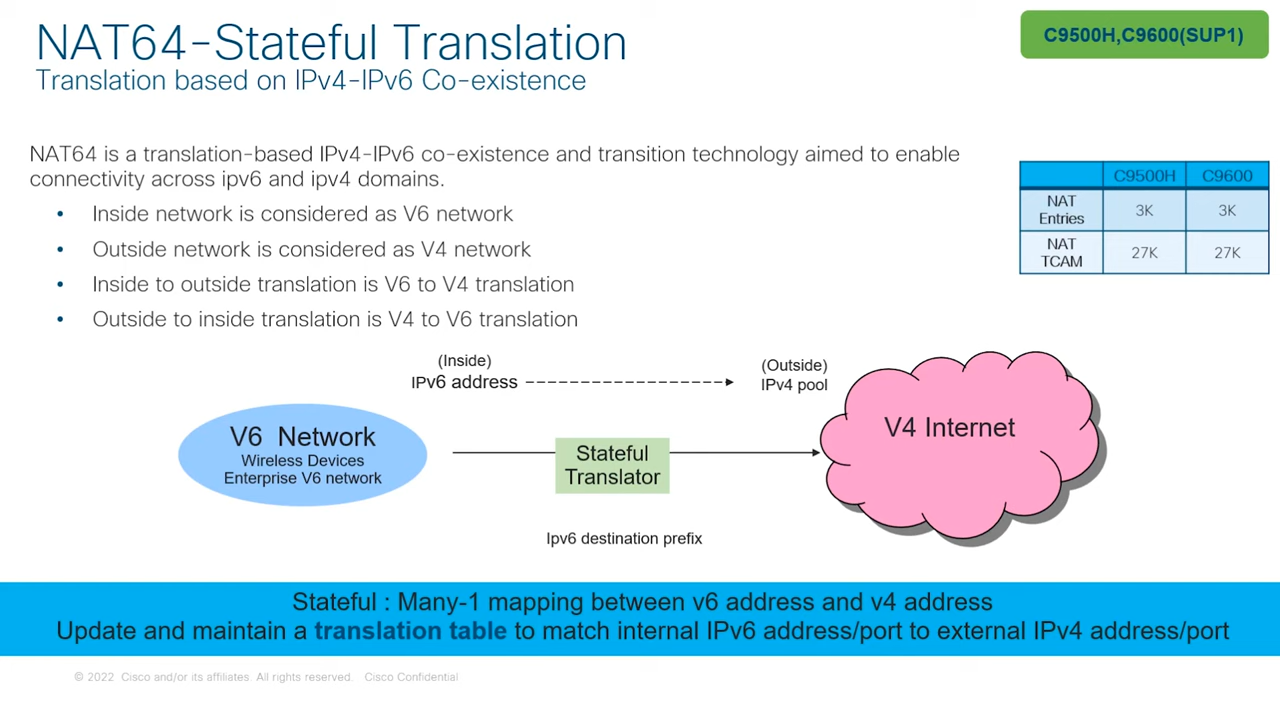 NAT64-Stateful Translation
Translation based on IPv4-IPv6 Co-existence
C9500H,C9600(SUP1)
NAT64 is a translation-based IPv4-IPv6 co-existence and transition technology aimed to enable
connectivity across ipv6 and ipv4 domains.
• Inside network is considered as V6 network
• Outside network is considered as V4 network
• Inside to outside translation is V6 to V4 translation
• Outside to inside translation is V4 to V6 translation
C9500H C9600
NAT
Entries
3K 3K
NAT
TCAM
27K 27K
(Inside)
IPv6 address
(Outside)
IPv4 pool
V6 Network
Wireless Devices
Enterprise V6 network
Stateful
Translator
V4 Internet
Ipv6 destination prefix
Stateful : Many-1 mapping between v6 address and v4 address
Update and maintain a translation table to match internal IPv6 address/port to external IPv4 address/port
© 2022 Cisco and/or its affiliates. All rights reserved. Cisco Confidential